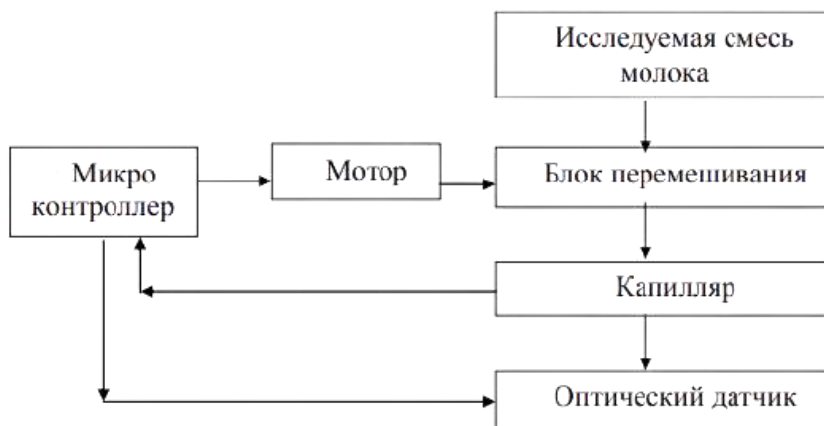 Исследуемая смесь
молока
Микро
контроллер
Мотор
Блок перемешивания
Капилляр
Оптический датчик